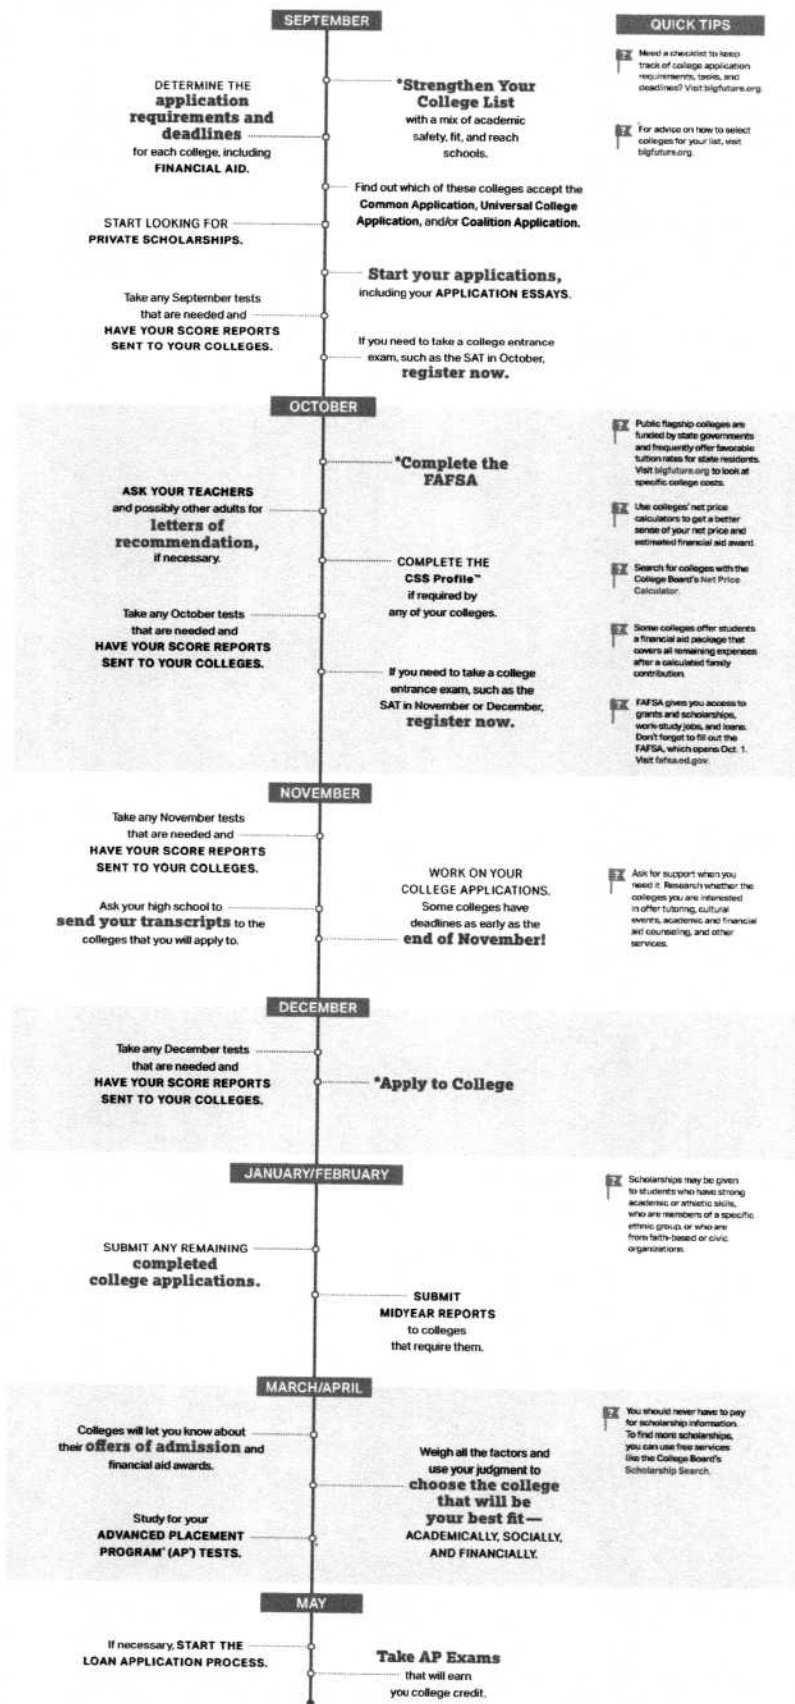 SEPTEMBER
QUICK TIPS
DETERMINE THE
application
requirements and
deadlines
for each college, including
FINANCIAL AID.
*Strengthen Your
College List
with a mix of academic
safety, fit, and reach
schools.
Need a checklist to keep
track of college application
requirements, tasks, and
deadlines? Visit bigfuture.org.
For advice on how to select
colleges for your list, visit
bigfuture.org.
Find out which of these colleges accept the
Common Application, Universal College
Application, and/or Coalition Application.
START LOOKING FOR
PRIVATE SCHOLARSHIPS.
Start your applications,
including your APPLICATION ESSAYS.
Take any September tests
that are needed and
HAVE YOUR SCORE REPORTS
SENT TO YOUR COLLEGES.
If you need to take a college entrance
exam, such as the SAT in October,
register now.
OCTOBER
*Complete the
FAFSA
ASK YOUR TEACHERS
and possibly other adults for
letters of
recommendation,
if necessary.
COMPLETE THE
CSS Profile™
if required by
any of your colleges.
Take any October tests
that are needed and
HAVE YOUR SCORE REPORTS
SENT TO YOUR COLLEGES.
If you need to take a college
entrance exam, such as the
SAT in November or December,
register now.
Public flagship colleges are
funded by state governments
and frequently offer favorable
tuition rates for state residents.
Visit bigfuture.org to look at
specific college costs.
Use colleges' net price
calculators to get a better
sense of your net price and
estimated financial aid award.
Search for colleges with the
College Board's Net Price
Calculator.
Some colleges offer students
a financial aid package that
covers all remaining expenses
after a calculated family
contribution.
FAFSA gives you access to
grants and scholarships,
work-study jobs, and loans.
Don't forget to fill out the
FAFSA, which opens Oct. 1.
Visit fafsa.ed.gov.
NOVEMBER
Take any November tests
that are needed and
HAVE YOUR SCORE REPORTS
SENT TO YOUR COLLEGES.
Ask your high school to
send your transcripts to the
colleges that you will apply to.
WORK ON YOUR
COLLEGE APPLICATIONS.
Some colleges have
deadlines as early as the
end of November!
Ask for support when you
need it. Research whether the
colleges you are interested
in offer tutoring, cultural
events, academic and financial
aid counseling, and other
services.
DECEMBER
Take any December tests
that are needed and
HAVE YOUR SCORE REPORTS
SENT TO YOUR COLLEGES.
*Apply to College
JANUARY/FEBRUARY
SUBMIT ANY REMAINING
completed
college applications.
SUBMIT
MIDYEAR REPORTS
to colleges
that require them.
Scholarships may be given
to students who have strong
academic or athletic skills,
who are members of a specific
ethnic group, or who are
from faith-based or civic
organizations.
MARCH/APRIL
Colleges will let you know about
their offers of admission and
financial aid awards.
Weigh all the factors and
use your judgment to
choose the college
that will be
your best fit—
ACADEMICALLY, SOCIALLY,
AND FINANCIALLY.
Study for your
ADVANCED PLACEMENT
PROGRAM® (AP®) TESTS.
You should never have to pay
for scholarship information.
To find more scholarships,
you can use free services
like the College Board's
Scholarship Search.
MAY
If necessary, START THE
LOAN APPLICATION PROCESS.
Take AP Exams
that will earn
you college credit.